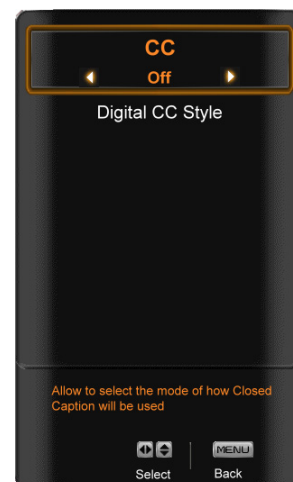 CC
Off
Digital CC Style
Allow to select the mode of how Closed
Caption will be used
MENU
Select Back